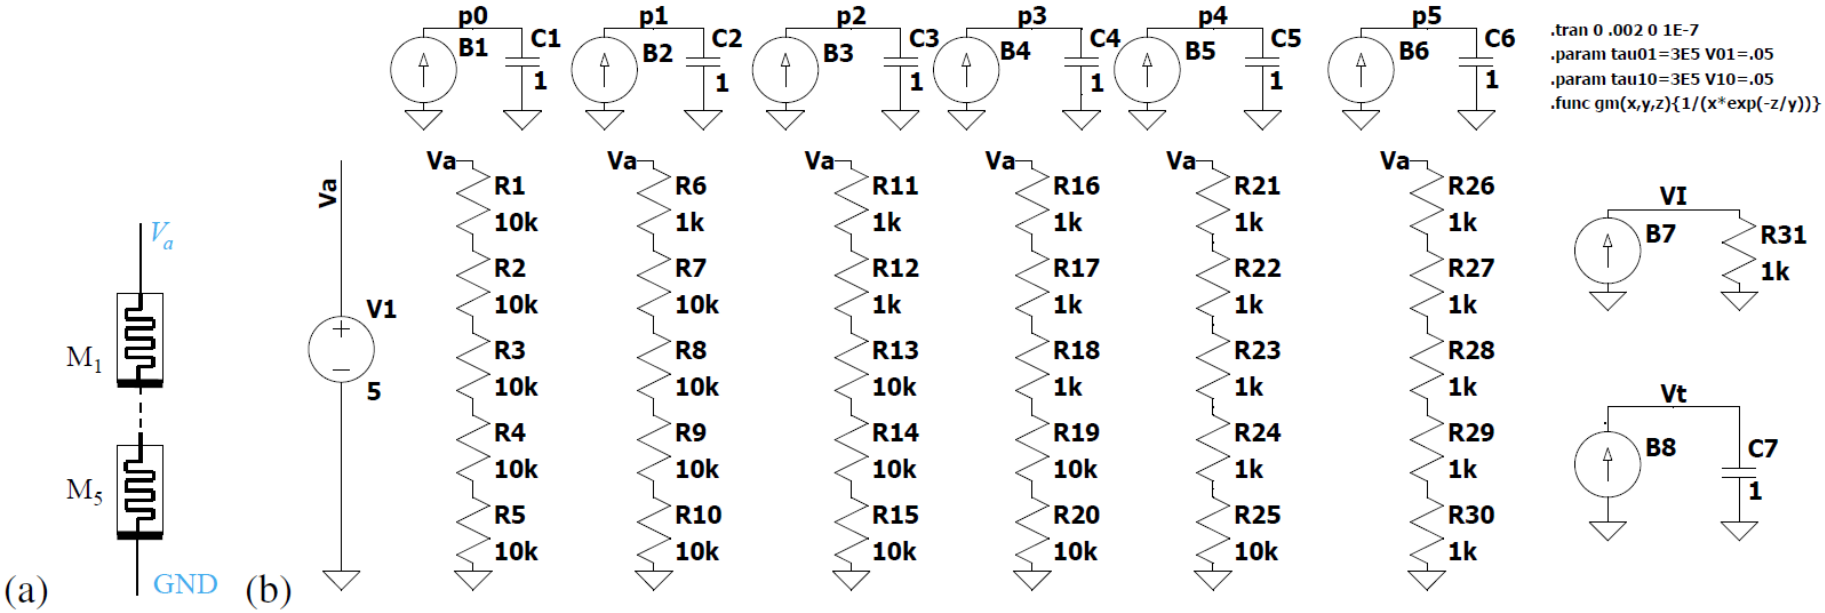 p0 p1 p2 p3 p4 p5
B1 C1 1 B2 C2 1 B3 C3 1 B4 C4 1 B5 C5 1 B6 C6 1
.tran 0 .002 0 1E-7
.param tau01=3E5 V01=.05
.param tau10=3E5 V10=.05
.func gm(x,y,z){1/(x*exp(-z/y))}
Va
M1
M5
GND
(a)
Va
V1
5
Va Va Va Va Va Va
R1 R6 R11 R16 R21 R26
10k 1k 1k 1k 1k 1k
R2 R7 R12 R17 R22 R27
10k 10k 1k 1k 1k 1k
R3 R8 R13 R18 R23 R28
10k 10k 10k 1k 1k 1k
R4 R9 R14 R19 R24 R29
10k 10k 10k 10k 1k 1k
R5 R10 R15 R20 R25 R30
10k 10k 10k 10k 10k 1k
VI
B7 R31
1k
Vt
B8 C7
1
(b)